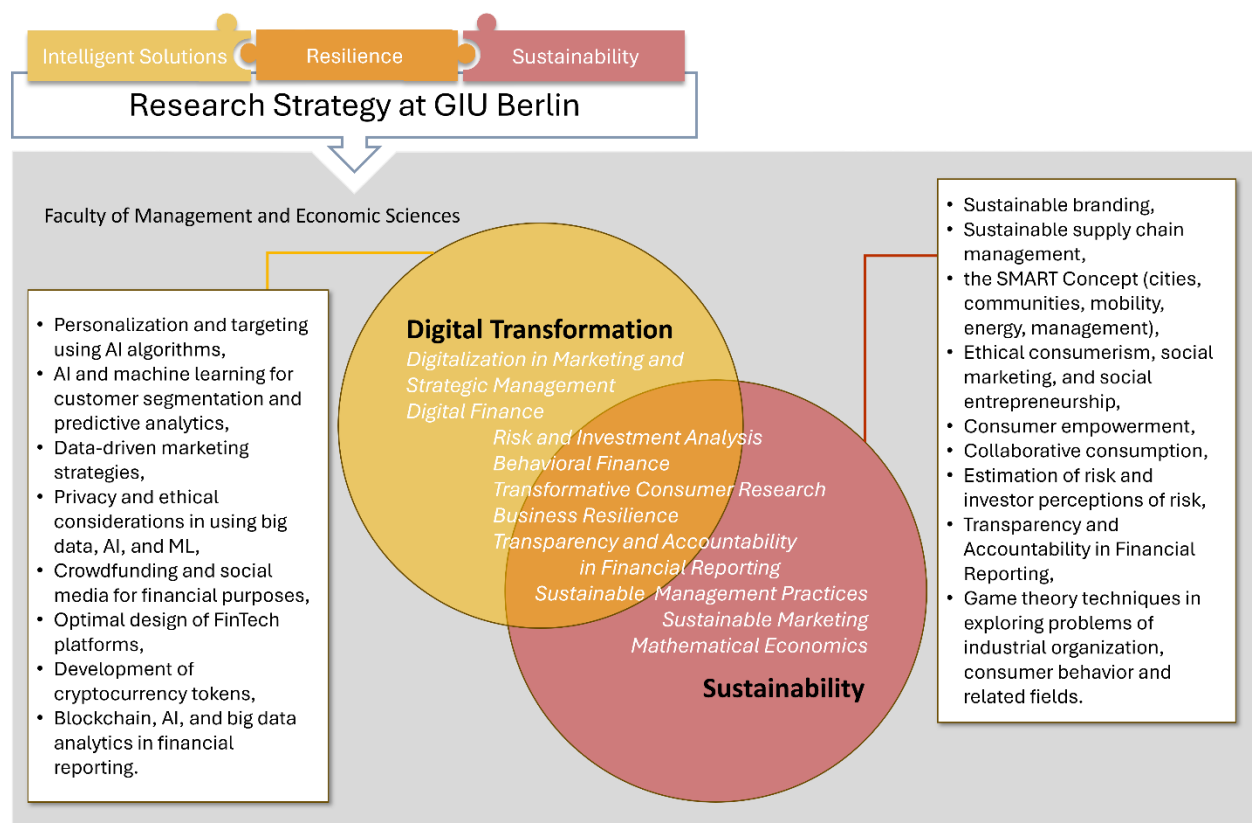 Intelligent Solutions
Resilience
Sustainability
Research Strategy at GIU Berlin
Faculty of Management and Economic Sciences
• Personalization and targeting
using AI algorithms,
• AI and machine learning for
customer segmentation and
predictive analytics,
• Data-driven marketing
strategies,
• Privacy and ethical
considerations in using big
data, AI, and ML,
• Crowdfunding and social
media for financial purposes,
• Optimal design of FinTech
platforms,
• Development of
cryptocurrency tokens,
• Blockchain, AI, and big data
analytics in financial
reporting.
Digital Transformation
Digitalization in Marketing and
Strategic Management
Digital Finance
Risk and Investment Analysis
Behavioral Finance
Transformative Consumer Research
Business Resilience
Transparency and Accountability
in Financial Reporting
Sustainable Management Practices
Sustainable Marketing
Mathematical Economics
Sustainability
• Sustainable branding,
• Sustainable supply chain
management,
• the SMART Concept (cities,
communities, mobility,
energy, management),
• Ethical consumerism, social
marketing, and social
entrepreneurship,
• Consumer empowerment,
• Collaborative consumption,
• Estimation of risk and
investor perceptions of risk,
• Transparency and
Accountability in Financial
Reporting,
• Game theory techniques in
exploring problems of
industrial organization,
consumer behavior and
related fields.